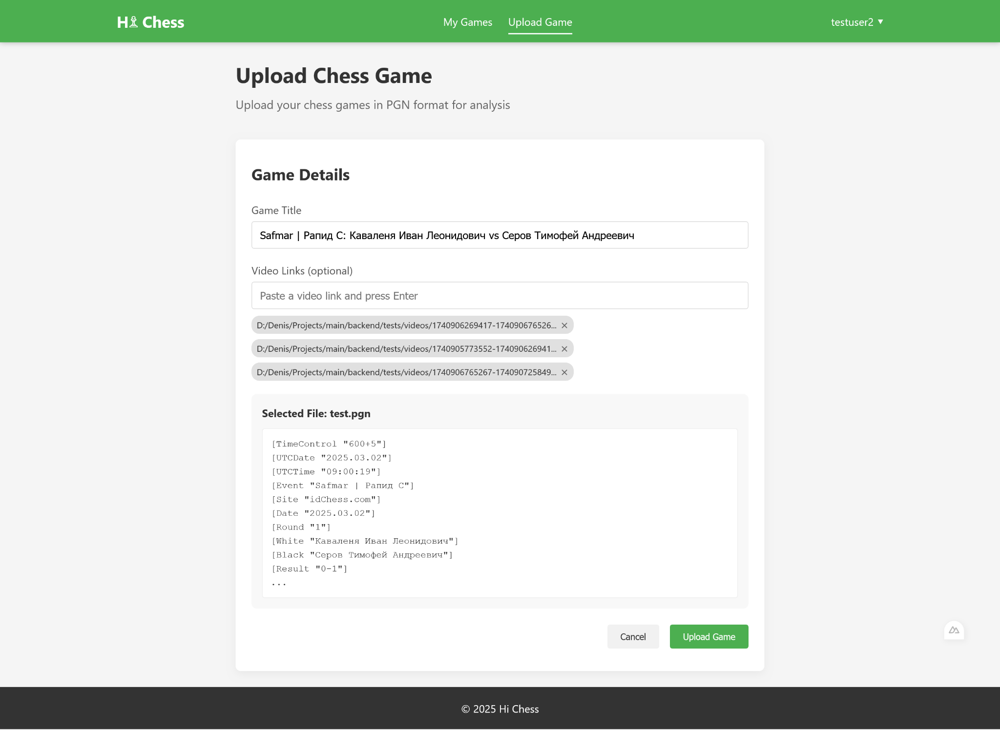 H♗ Chess
My Games
Upload Game
testuser2 ▼
Upload Chess Game
Upload your chess games in PGN format for analysis
Game Details
Game Title
Safmar | Рапид С: Каваленя Иван Леонидович vs Серов Тимофей Андреевич
Video Links (optional)
Paste a video link and press Enter
D:/Denis/Projects/main/backend/tests/videos/1740906269417-174090676526... ×
D:/Denis/Projects/main/backend/tests/videos/1740905773552-174090626941... ×
D:/Denis/Projects/main/backend/tests/videos/1740906765267-174090725849... ×
Selected File: test.pgn
[TimeControl "600+5"]
[UTCDate "2025.03.02"]
[UTCTime "09:00:19"]
[Event "Safmar | Рапид С"]
[Site "idChess.com"]
[Date "2025.03.02"]
[Round "1"]
[White "Каваленя Иван Леонидович"]
[Black "Серов Тимофей Андреевич"]
[Result "0-1"]
...
Cancel
Upload Game
© 2025 Hi Chess